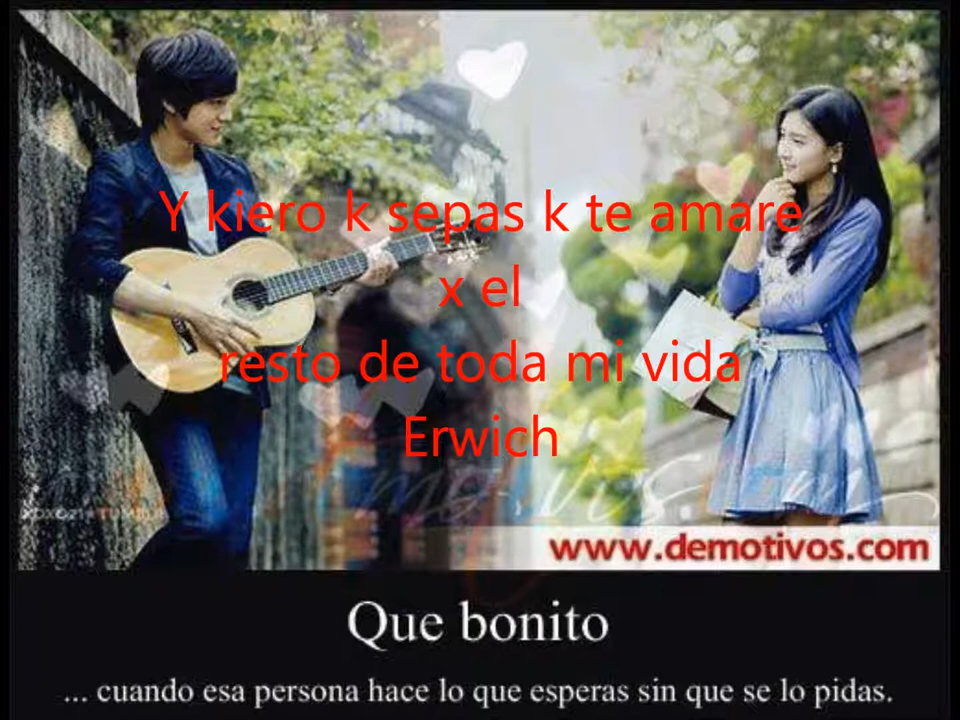 Y kiero k sepas k te amare
x el
resto de toda mi vida
Erwich
www.demotivos.com
Que bonito
... cuando esa persona hace lo que esperas sin que se lo pidas.